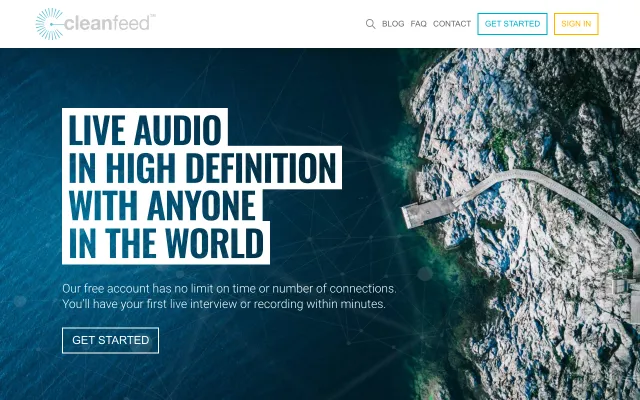 cleanfeed™
BLOG FAQ CONTACT GET STARTED SIGN IN
LIVE AUDIO
IN HIGH DEFINITION
WITH ANYONE
IN THE WORLD
Our free account has no limit on time or number of connections.
You'll have your first live interview or recording within minutes.
GET STARTED